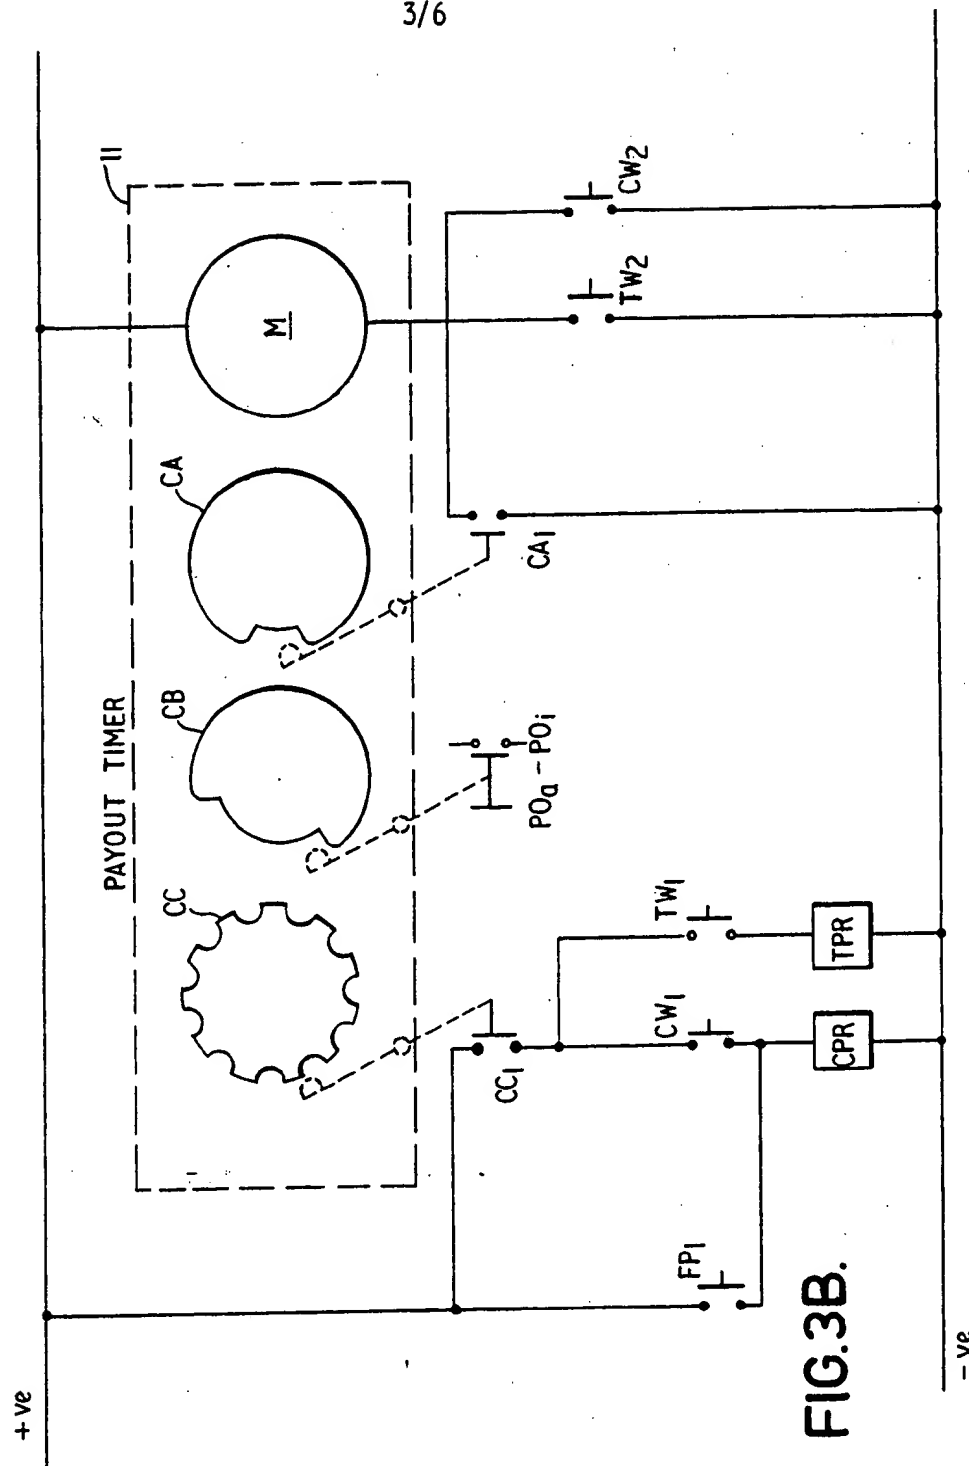 3/6
+ve
PAYOUT TIMER
11
CC
CB
CA
M
CC1
POa - POi
CA1
FP1
CW1
TW1
TW2
CW2
CPR
TPR
FIG.3B.
-ve